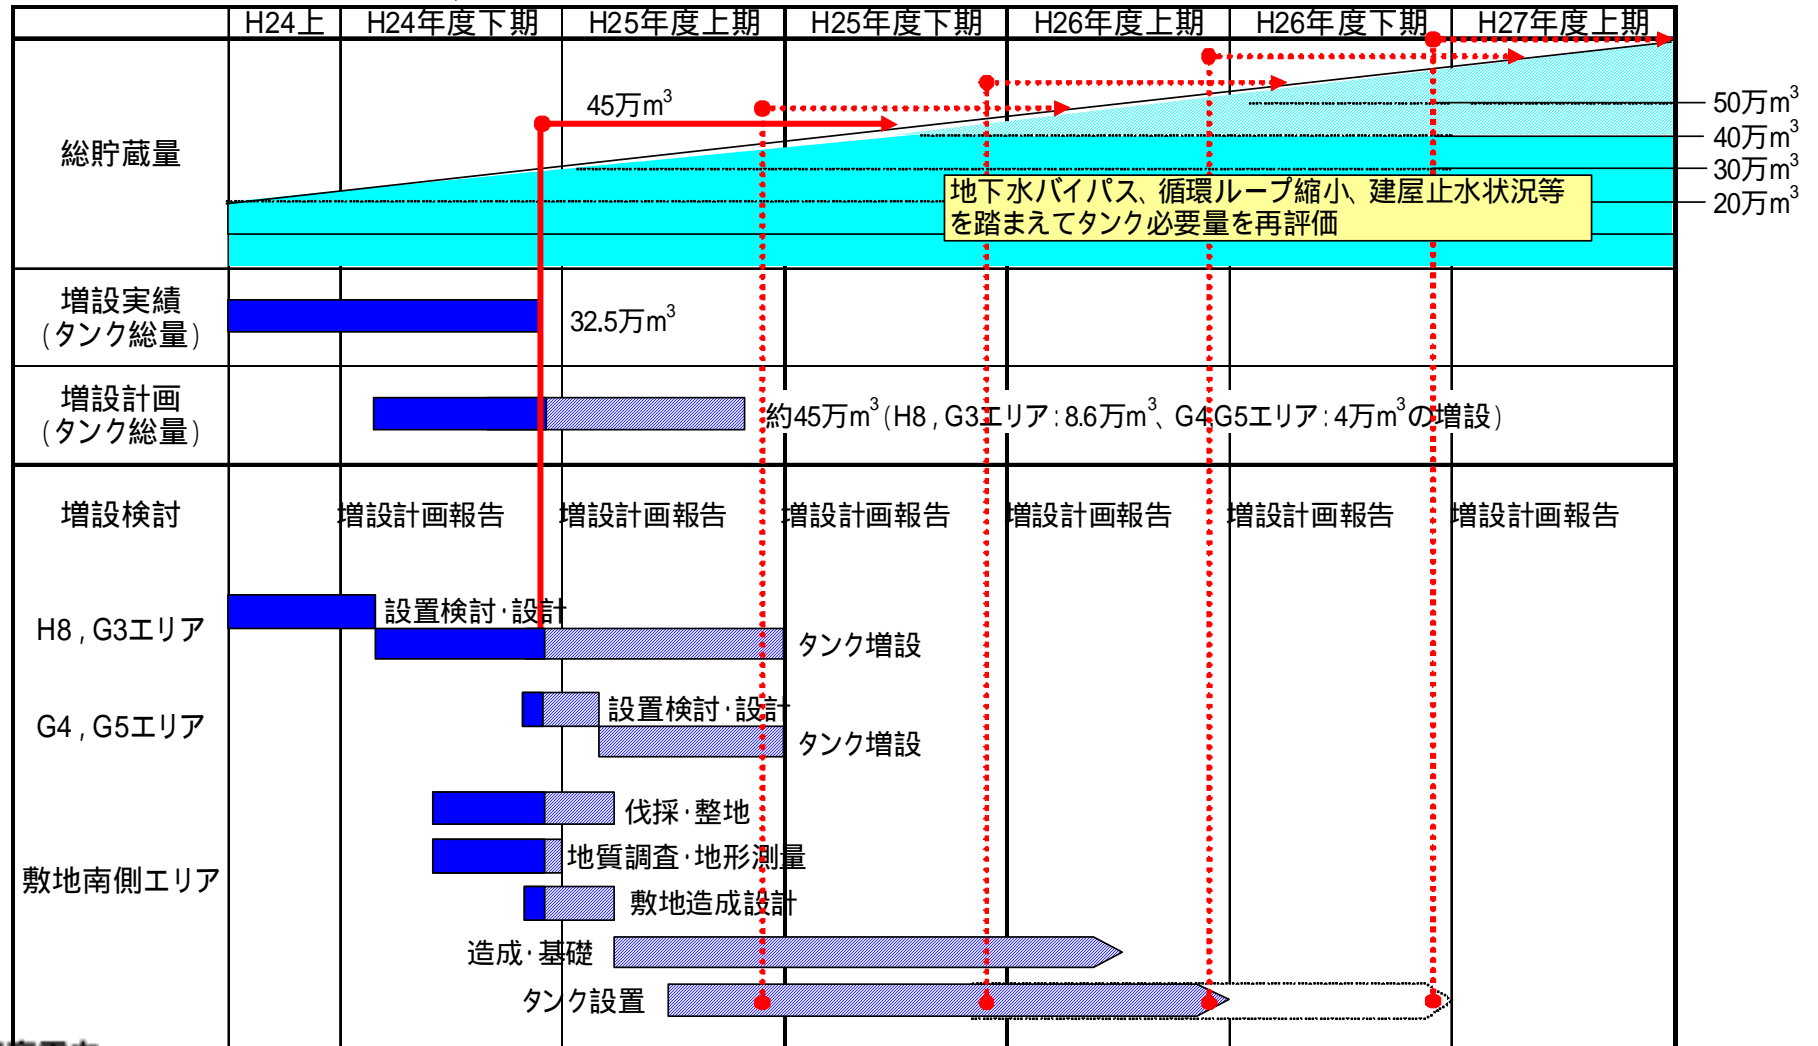 H24上 H24年度下期 H25年度上期 H25年度下期 H26年度上期 H26年度下期 H27年度上期
総貯蔵量
45万m³
50万m³
40万m³
30万m³
20万m³
地下水バイパス、循環ループ縮小、建屋止水状況等
を踏まえてタンク必要量を再評価
増設実績
(タンク総量)
32.5万m³
増設計画
(タンク総量)
約45万m³(H8,G3エリア:8.6万m³、G4,G5エリア:4万m³の増設)
増設検討
増設計画報告 増設計画報告 増設計画報告 増設計画報告 増設計画報告 増設計画報告
H8,G3エリア
設置検討・設計
タンク増設
G4,G5エリア
設置検討・設計
タンク増設
敷地南側エリア
伐採・整地
地質調査・地形測量
敷地造成設計
造成・基礎
タンク設置